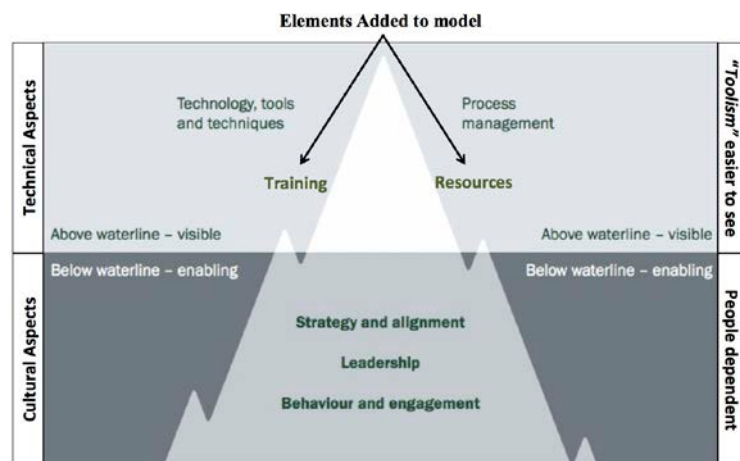 Elements Added to model
Technical Aspects
Technology, tools
and techniques
Process
management
Training
Resources
"Toolism" easier to see
Above waterline – visible
Above waterline – visible
Below waterline – enabling
Below waterline – enabling
Cultural Aspects
Strategy and alignment
Leadership
Behaviour and engagement
People dependent